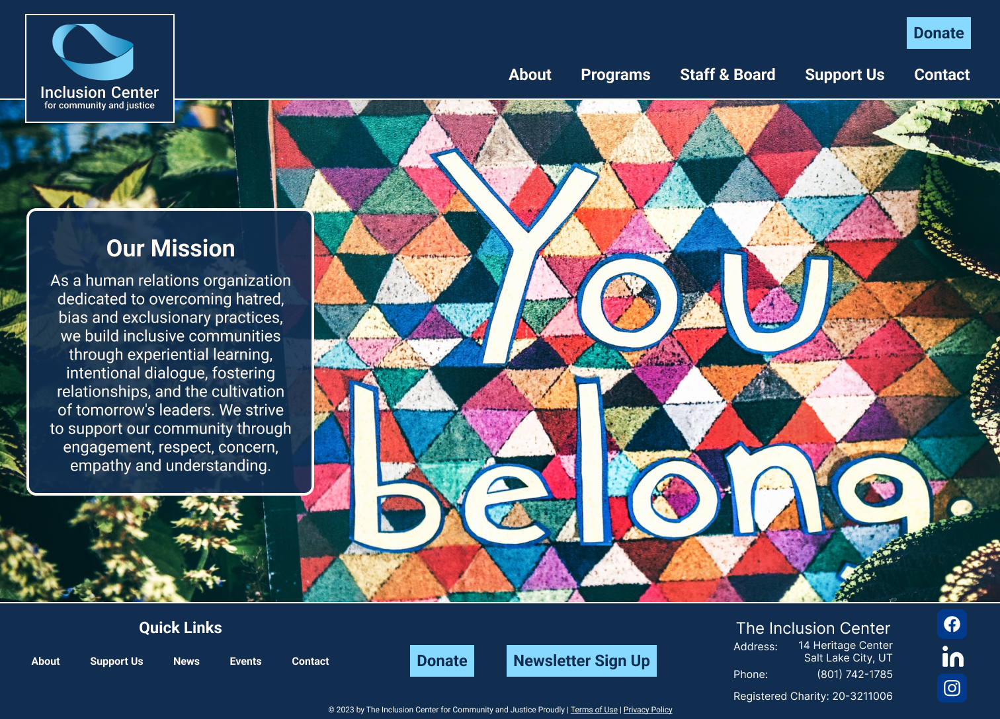 Donate
Inclusion Center
for community and justice
About Programs Staff & Board Support Us Contact
You
belong.
Our Mission
As a human relations organization
dedicated to overcoming hatred,
bias and exclusionary practices,
we build inclusive communities
through experiential learning,
intentional dialogue, fostering
relationships, and the cultivation
of tomorrow's leaders. We strive
to support our community through
engagement, respect, concern,
empathy and understanding.
Quick Links
About Support Us News Events Contact
Donate
Newsletter Sign Up
The Inclusion Center
Address: 14 Heritage Center
Salt Lake City, UT
Phone: (801) 742-1785
Registered Charity: 20-3211006
in
© 2023 by The Inclusion Center for Community and Justice Proudly | Terms of Use | Privacy Policy